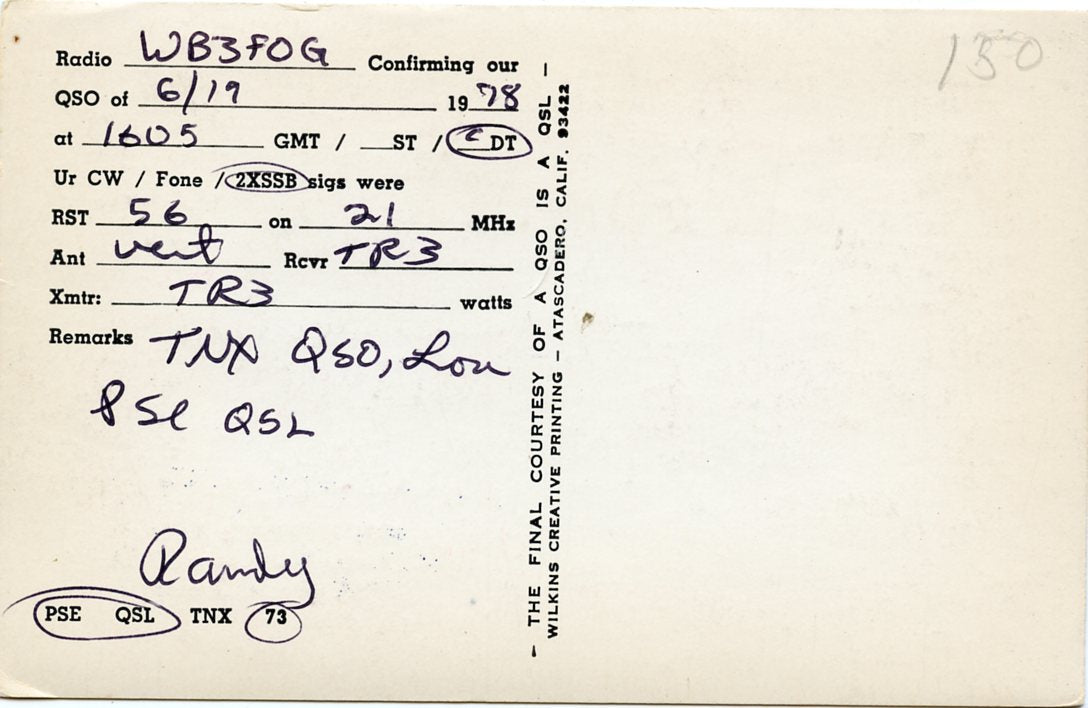 Radio WB3FOG Confirming our
QSO of 6/19 1978
at 1605 GMT / ST / CDT
Ur CW / Fone / 2XSSB sigs were
RST 56 on 21 MHz
Ant vert Rcvr TR3
Xmtr: TR3 watts
Remarks TNX QSO, Lou
PSE QSL
Randy
PSE QSL TNX 73
- THE FINAL COURTESY OF A QSO IS A QSL -
WILKINS CREATIVE PRINTING - ATASCADERO, CALIF. 93422
150